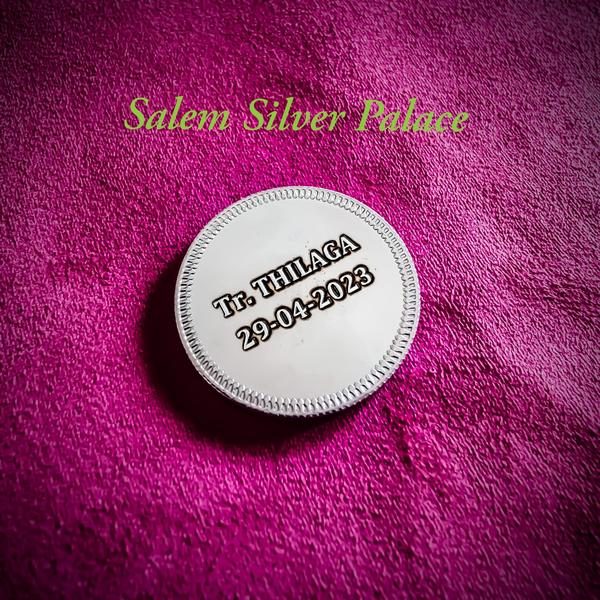 Salem Silver Palace
Tr. THILAGA
29-04-2023